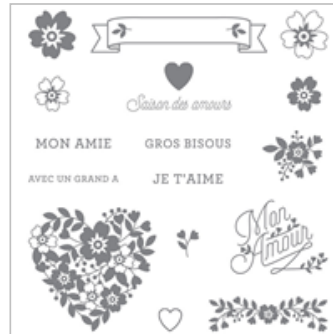 Saison des amours
MON AMIE
GROS BISOUS
AVEC UN GRAND A
JE T'AIME
Mon
Amour